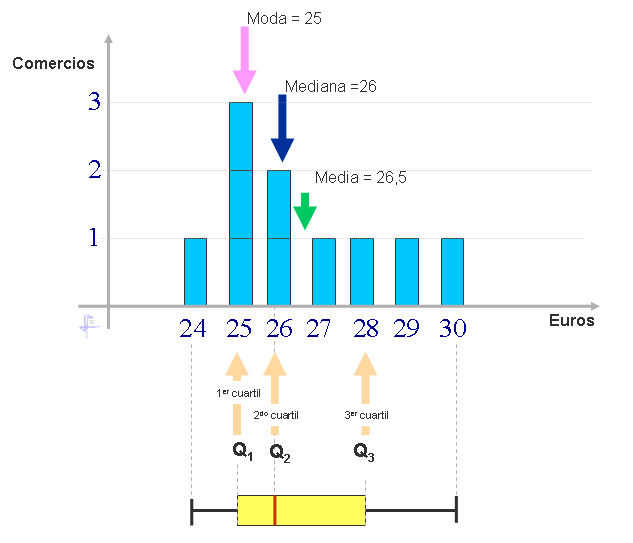 Moda = 25
Comercios
Mediana =26
3
2
Media = 26,5
1
24 25 26 27 28 29 30
Euros
1er cuartil
2do cuartil
3er cuartil
Q1 Q2 Q3